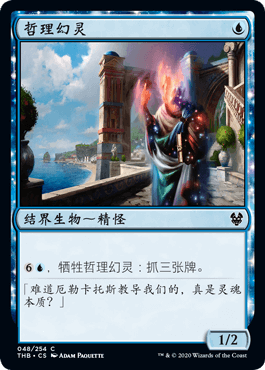 哲理幻灵
结界生物～精怪
6，牺牲哲理幻灵：抓三张牌。
「难道厄勒卡托斯教导我们的，真是灵魂
本质？」
1/2
048/254 C
THB • CS ADAM PAQUETTE
™ & © 2020 Wizards of the Coast